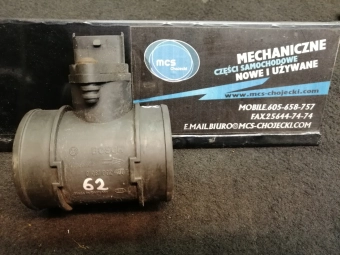 mcs
Chojecki
MECHANICZNE
CZĘŚCI SAMOCHODOWE
NOWE I UŻYWANE
www.mcs-chojecki.com
MOBILE.605-658-757
FAX.25644-74-74
E.MAIL.BIURO@MCS-CHOJECKI.COM
62